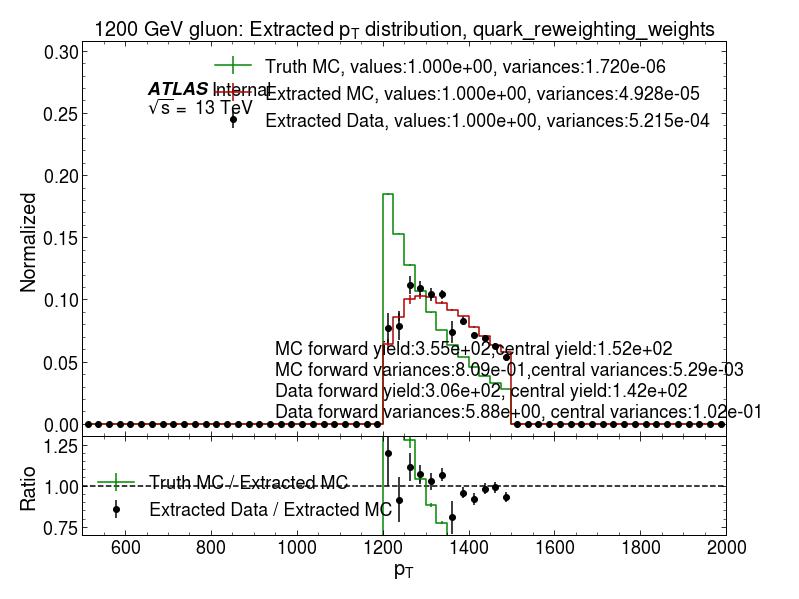 1200 GeV gluon: Extracted pT distribution, quark_reweighting_weights
Truth MC, values:1.000e+00, variances:1.720e-06
ATLAS Internal
Extracted MC, values:1.000e+00, variances:4.928e-05
√s = 13 TeV
Extracted Data, values:1.000e+00, variances:5.215e-04
Normalized
0.30
0.25
0.20
0.15
0.10
0.05
0.00
MC forward yield:3.55e+02,central yield:1.52e+02
MC forward variances:8.09e-01,central variances:5.29e-03
Data forward yield:3.06e+02, central yield:1.42e+02
Data forward variances:5.88e+00, central variances:1.02e-01
Ratio
1.25
1.00
0.75
Truth MC / Extracted MC
Extracted Data / Extracted MC
600 800 1000 1200 1400 1600 1800 2000
pT